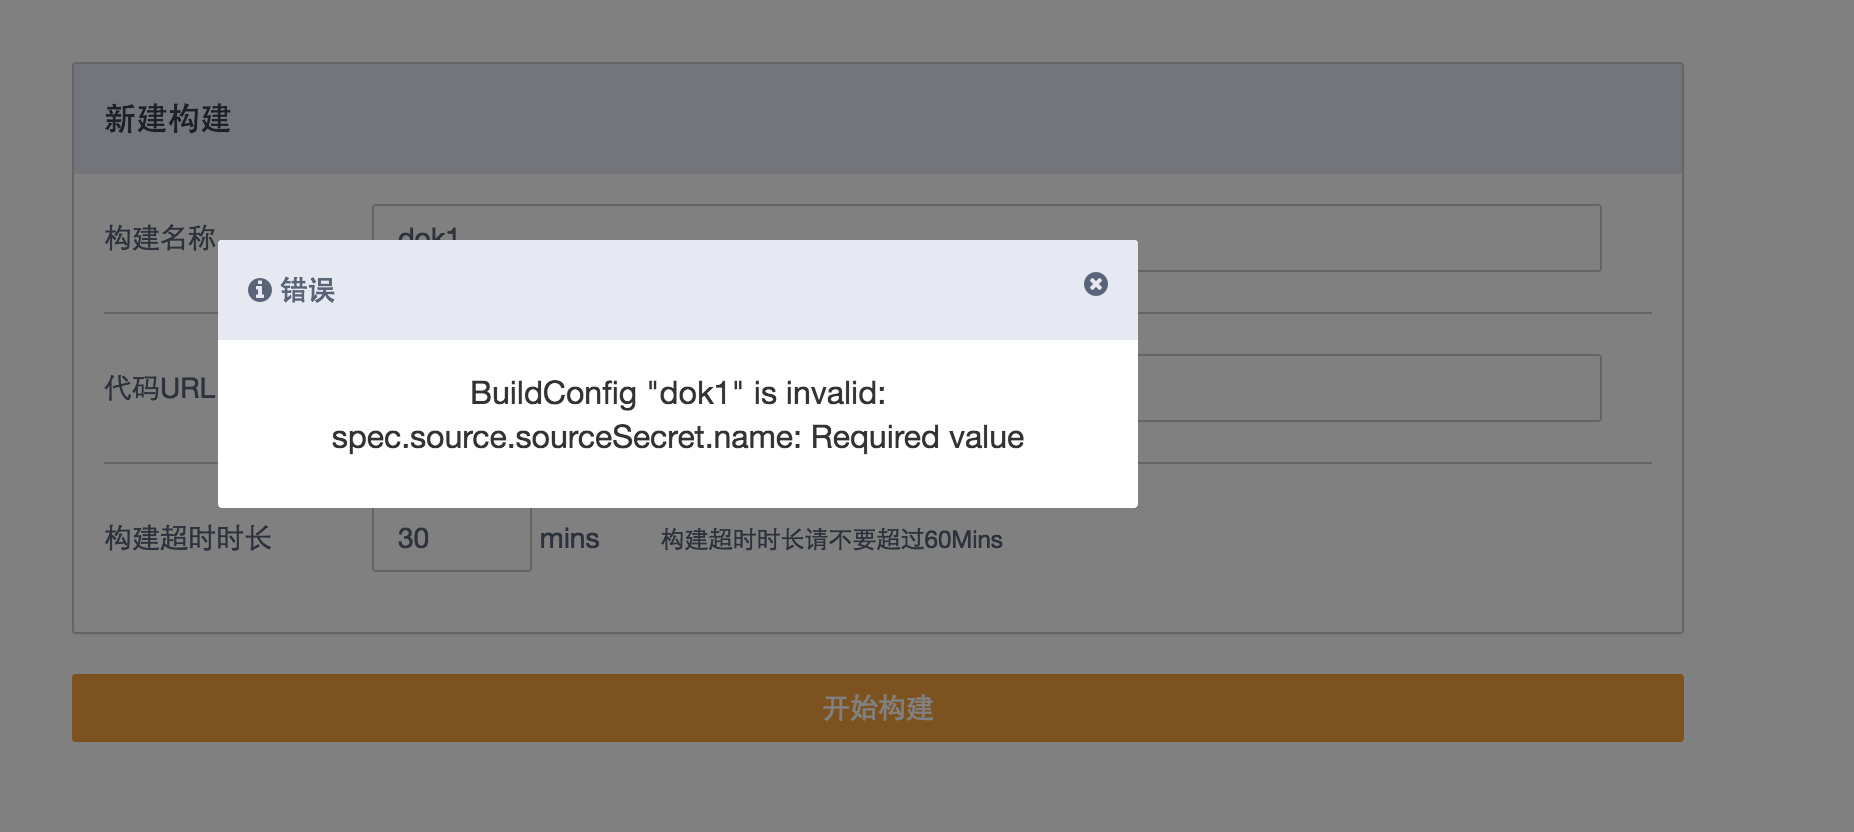 新建构建
构建名称
dok1
错误
代码URL
BuildConfig "dok1" is invalid:
spec.source.sourceSecret.name: Required value
构建超时时长
30
mins
构建超时时长请不要超过60Mins
开始构建